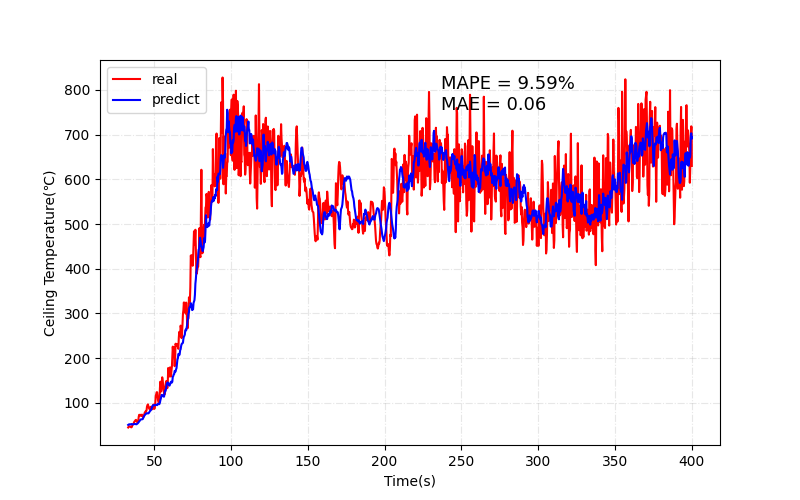 real
predict
MAPE = 9.59%
MAE = 0.06
Ceiling Temperature(℃)
800
700
600
500
400
300
200
100
50
100
150
200
250
300
350
400
Time(s)